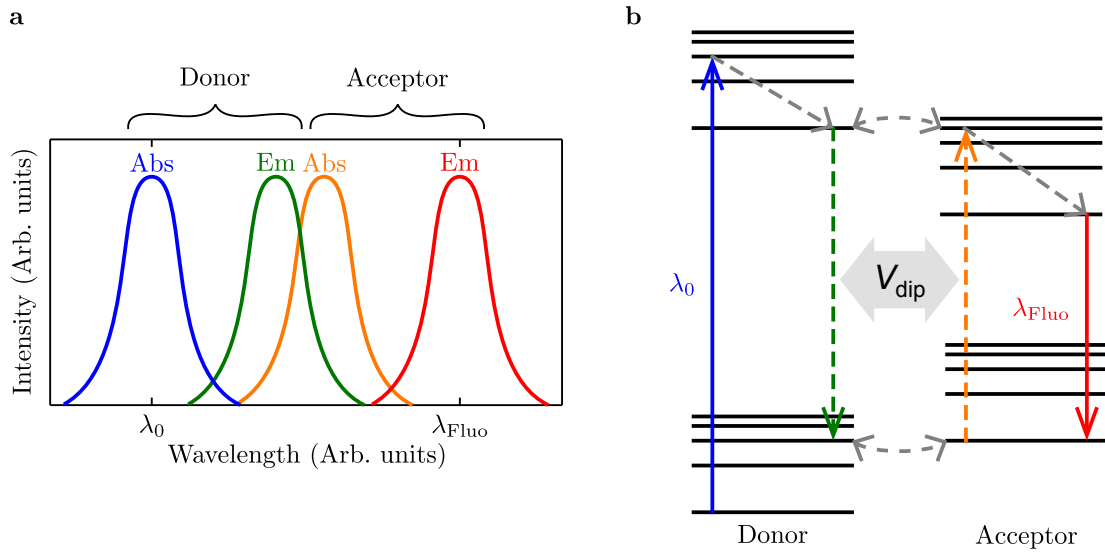 a
Donor
Acceptor
Abs
Em
Abs
Em
Intensity (Arb. units)
λ₀
λFluo
Wavelength (Arb. units)
b
λ₀
Vdip
λFluo
Donor
Acceptor